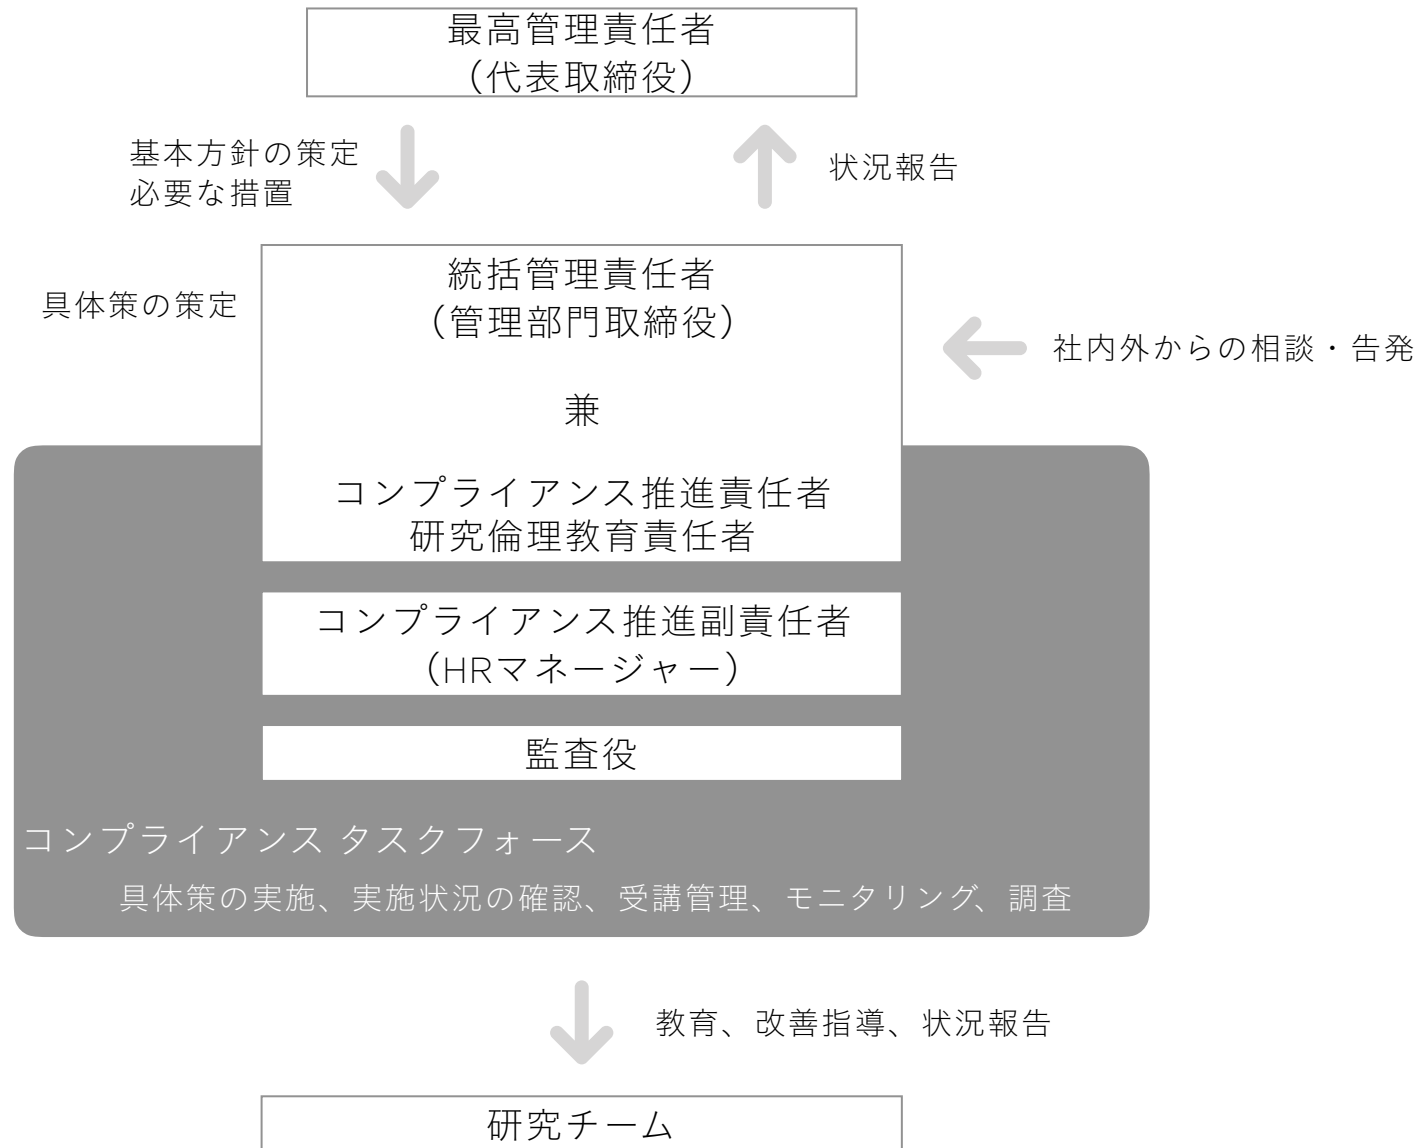 最高管理責任者
（代表取締役）
基本方針の策定
必要な措置
状況報告
統括管理責任者
（管理部門取締役）
具体策の策定
社内外からの相談・告発
兼
コンプライアンス推進責任者
研究倫理教育責任者
コンプライアンス推進副責任者
（HRマネージャー）
監査役
コンプライアンス タスクフォース
具体策の実施、実施状況の確認、受講管理、モニタリング、調査
教育、改善指導、状況報告
研究チーム